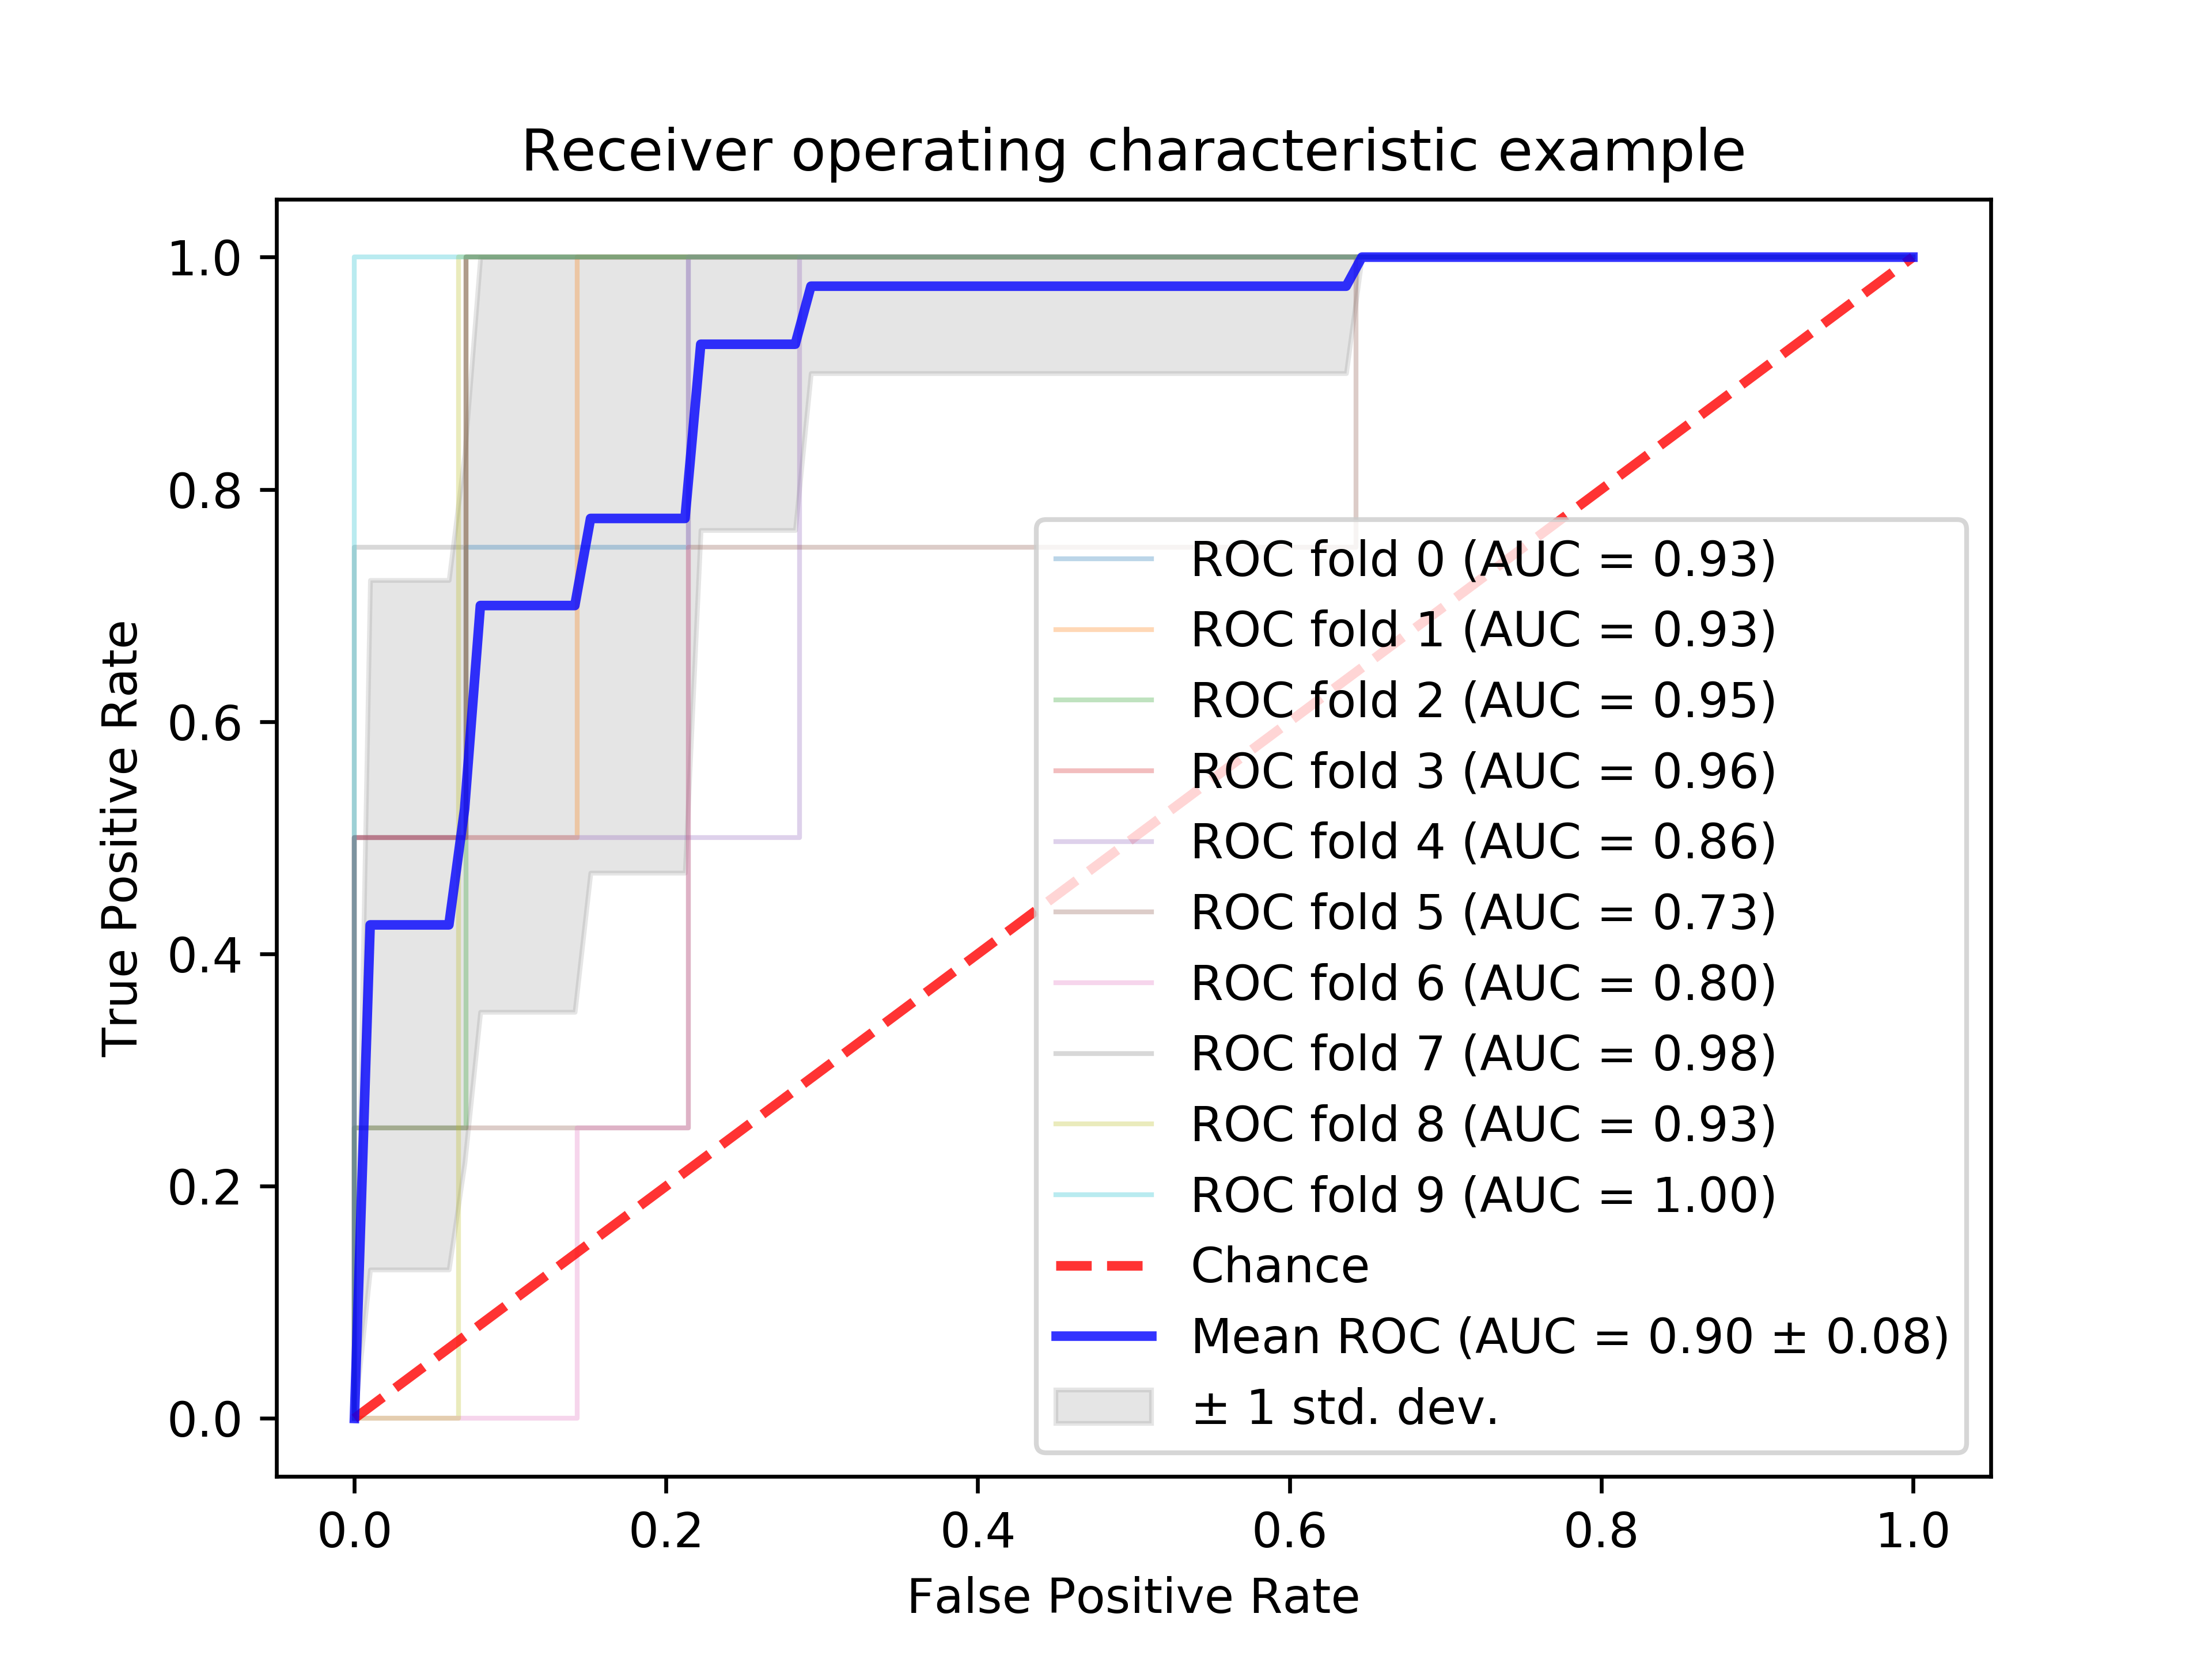 Receiver operating characteristic example
True Positive Rate
1.0
0.8
0.6
0.4
0.2
0.0
ROC fold 0 (AUC = 0.93)
ROC fold 1 (AUC = 0.93)
ROC fold 2 (AUC = 0.95)
ROC fold 3 (AUC = 0.96)
ROC fold 4 (AUC = 0.86)
ROC fold 5 (AUC = 0.73)
ROC fold 6 (AUC = 0.80)
ROC fold 7 (AUC = 0.98)
ROC fold 8 (AUC = 0.93)
ROC fold 9 (AUC = 1.00)
Chance
Mean ROC (AUC = 0.90 ± 0.08)
± 1 std. dev.
0.0 0.2 0.4 0.6 0.8 1.0
False Positive Rate